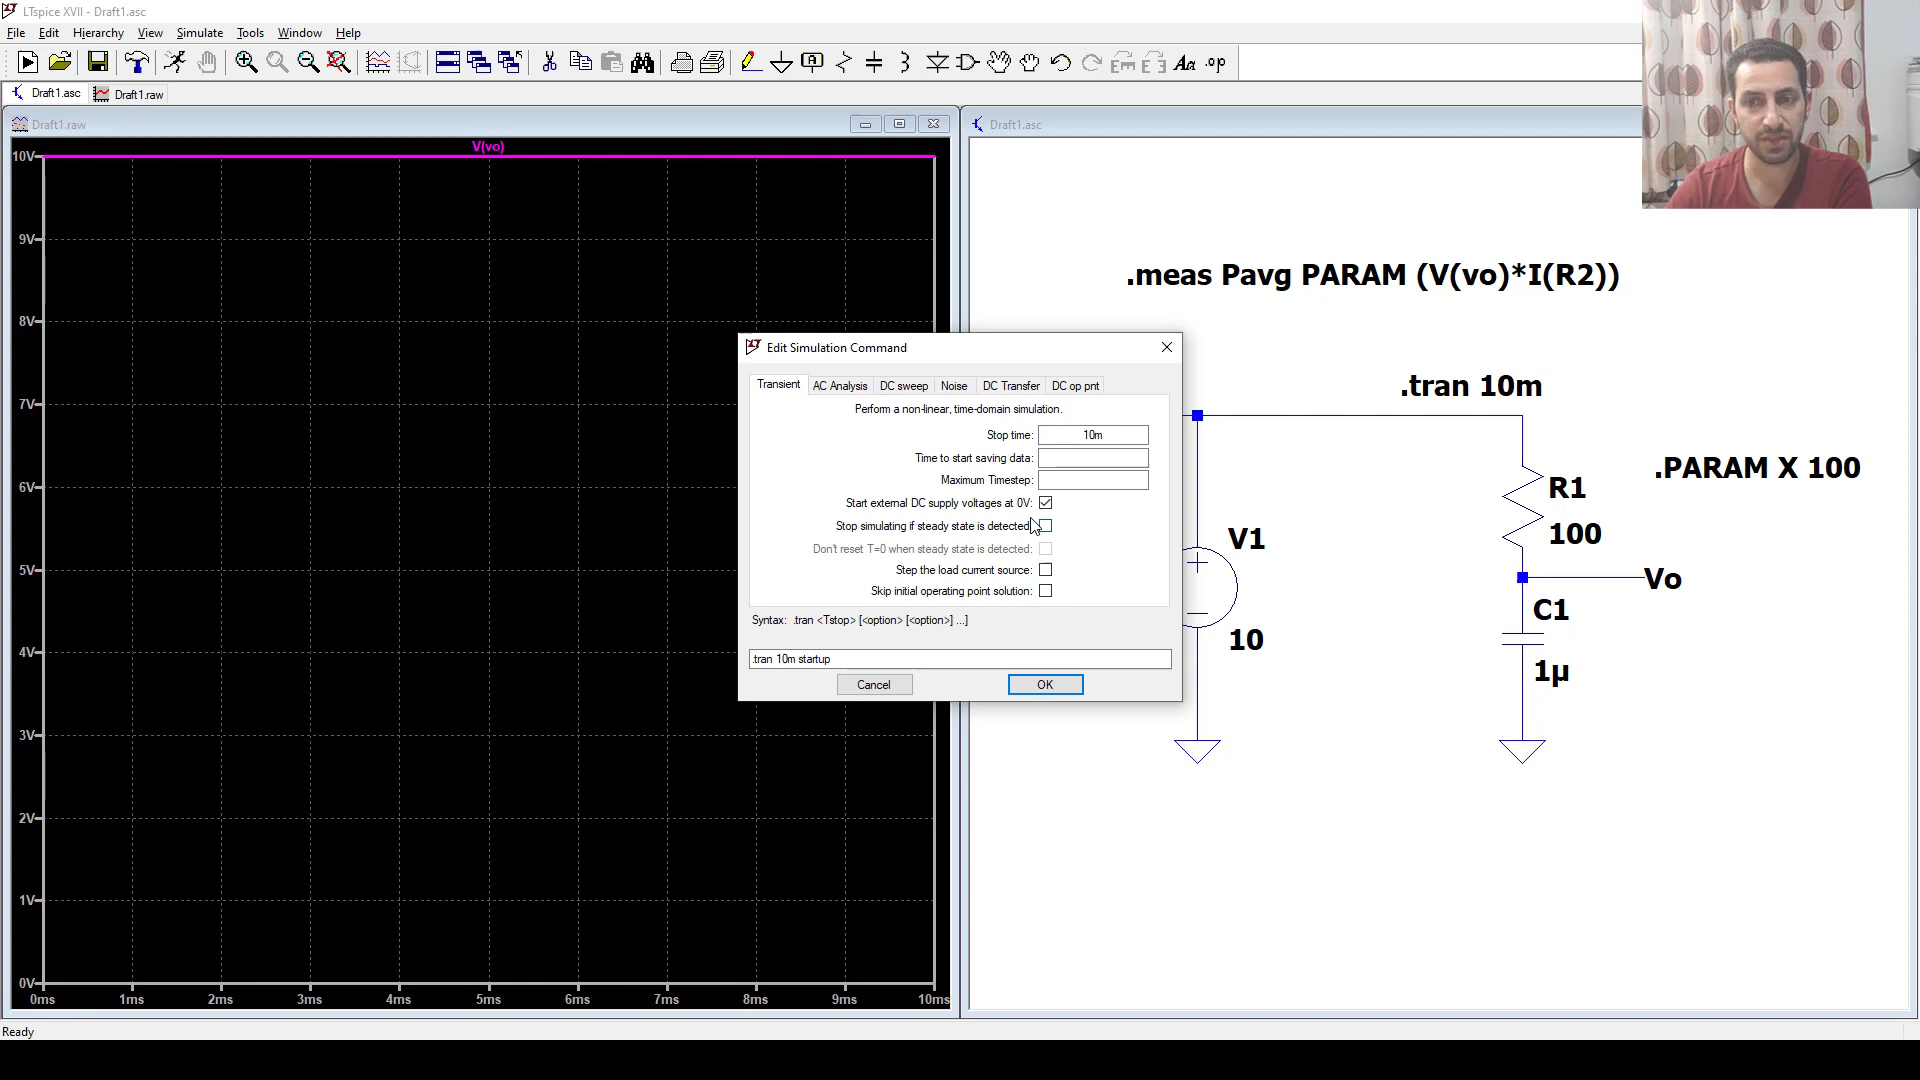 LTspice XVII - Draft1.asc
File Edit Hierarchy View Simulate Tools Window Help
.op
Draft1.asc Draft1.raw
Draft1.raw
Draft1.asc
V(vo)
10V
9V
8V
7V
6V
5V
4V
3V
2V
1V
0V
0ms 1ms 2ms 3ms 4ms 5ms 6ms 7ms 8ms 9ms 10ms
.meas Pavg PARAM (V(vo)*I(R2))
.tran 10m
.PARAM X 100
R1
100
V1
10
Vo
C1
1µ
Edit Simulation Command
Transient AC Analysis DC sweep Noise DC Transfer DC op pnt
Perform a non-linear, time-domain simulation.
Stop time: 10m
Time to start saving data:
Maximum Timestep:
Start external DC supply voltages at 0V:
Stop simulating if steady state is detected:
Don't reset T=0 when steady state is detected:
Step the load current source:
Skip initial operating point solution:
Syntax: .tran <Tstop> [<option> [<option>] ...]
.tran 10m startup
Cancel OK
Ready